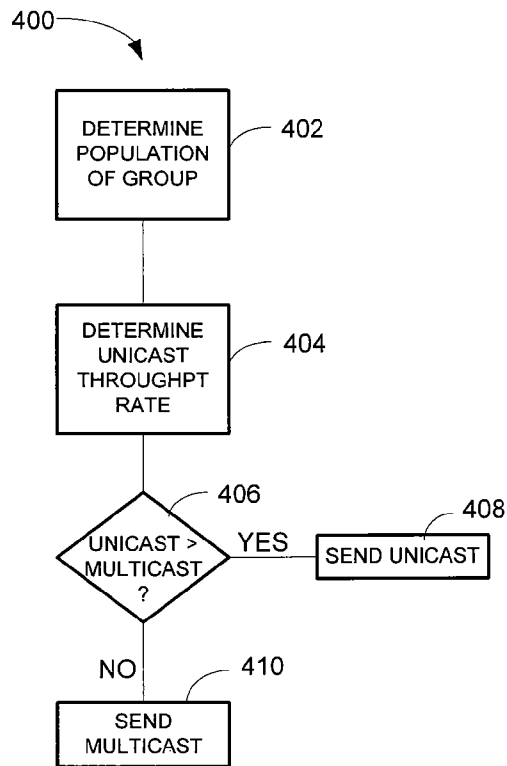 400
DETERMINE
POPULATION
OF GROUP
402
DETERMINE
UNICAST
THROUGHPT
RATE
404
406
UNICAST >
MULTICAST
?
YES
408
SEND UNICAST
NO
410
SEND
MULTICAST